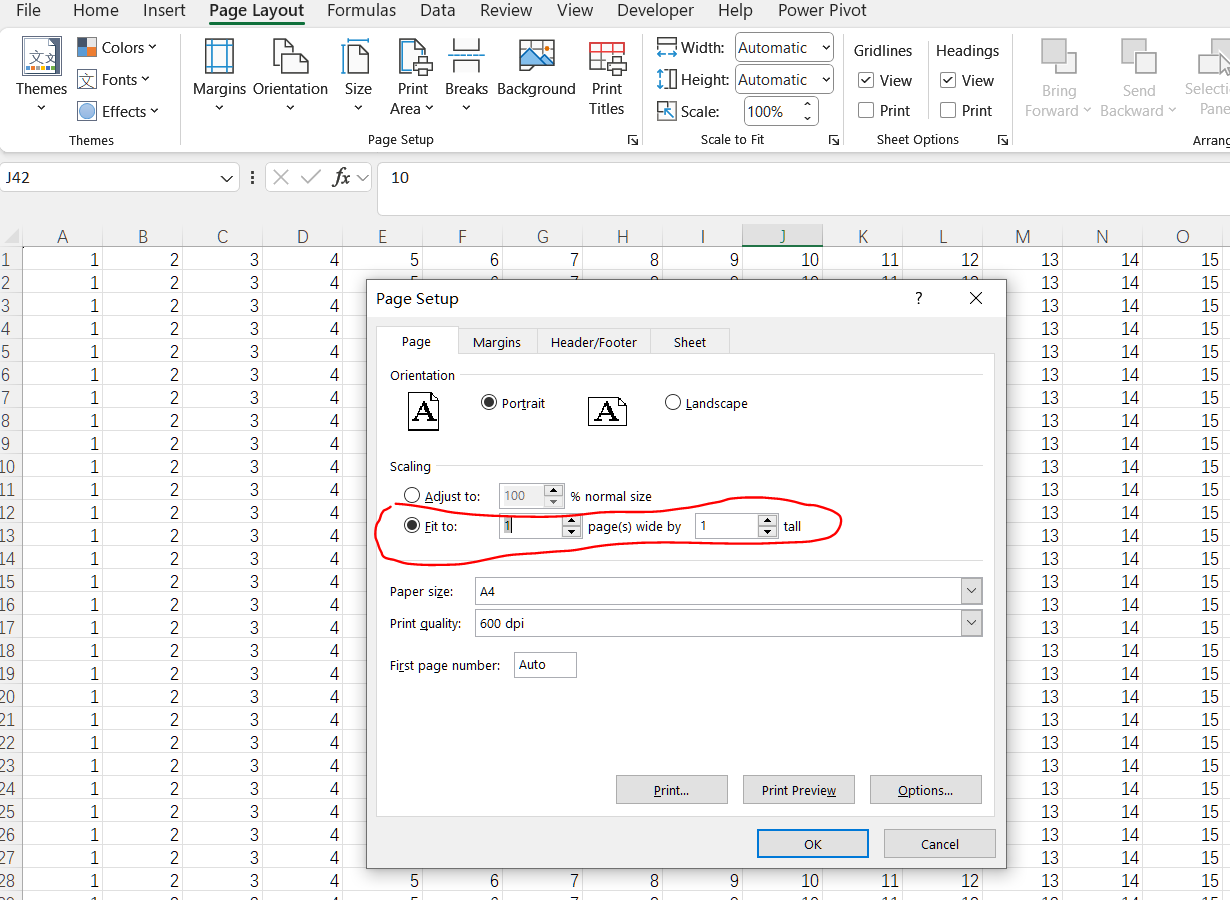 File Home Insert Page Layout Formulas Data Review View Developer Help Power Pivot
Themes
Colors
Fonts
Effects
Themes
Margins Orientation Size Print Area Breaks Background Print Titles
Page Setup
Width: Automatic
Height: Automatic
Scale: 100%
Scale to Fit
Gridlines
View
Print
Headings
View
Print
Sheet Options
Bring Forward
Send Backward
Selecti
Pane
Arrang
J42
fx
10
A B C D E F G H I J K L M N O
1 1 2 3 4 5 6 7 8 9 10 11 12 13 14 15
2 1 2 3 4 13 14 15
3 1 2 3 4 13 14 15
4 1 2 3 4 13 14 15
5 1 2 3 4 13 14 15
6 1 2 3 4 13 14 15
7 1 2 3 4 13 14 15
8 1 2 3 4 13 14 15
9 1 2 3 4 13 14 15
10 1 2 3 4 13 14 15
11 1 2 3 4 13 14 15
12 1 2 3 4 13 14 15
13 1 2 3 4 13 14 15
14 1 2 3 4 13 14 15
15 1 2 3 4 13 14 15
16 1 2 3 4 13 14 15
17 1 2 3 4 13 14 15
18 1 2 3 4 13 14 15
19 1 2 3 4 13 14 15
20 1 2 3 4 13 14 15
21 1 2 3 4 13 14 15
22 1 2 3 4 13 14 15
23 1 2 3 4 13 14 15
24 1 2 3 4 13 14 15
25 1 2 3 4 13 14 15
26 1 2 3 4 13 14 15
27 1 2 3 4 13 14 15
28 1 2 3 4 5 6 7 8 9 10 11 12 13 14 15
Page Setup ?
Page Margins Header/Footer Sheet
Orientation
A Portrait A Landscape
Scaling
Adjust to: 100 % normal size
Fit to: 1 page(s) wide by 1 tall
Paper size: A4
Print quality: 600 dpi
First page number: Auto
Print... Print Preview Options...
OK Cancel